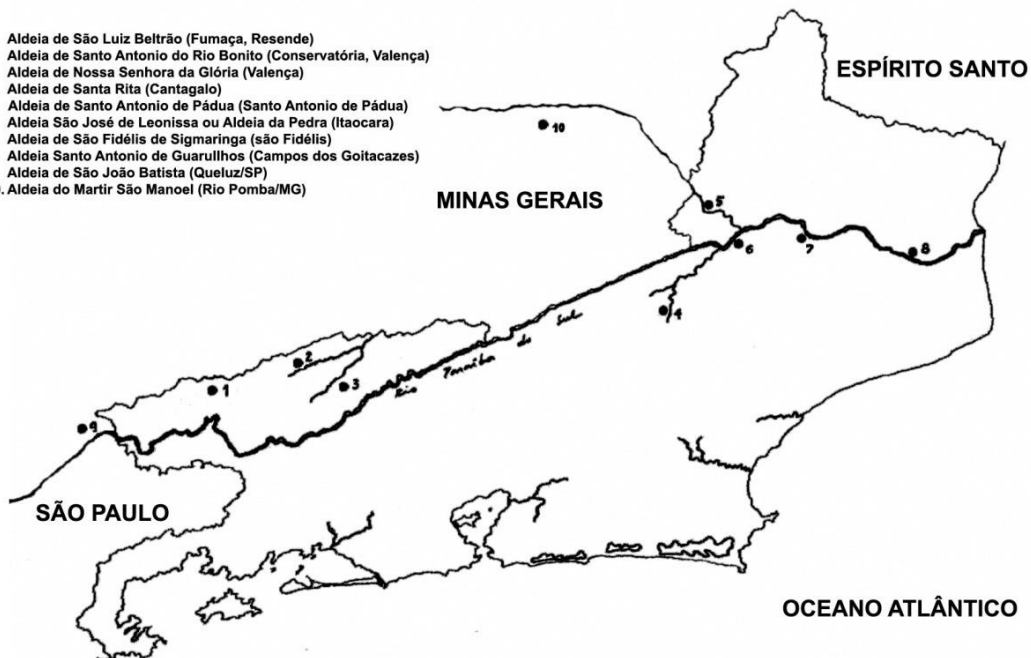 Aldeia de São Luiz Beltrão (Fumaça, Resende)
Aldeia de Santo Antonio do Rio Bonito (Conservatória, Valença)
Aldeia de Nossa Senhora da Glória (Valença)
Aldeia de Santa Rita (Cantagalo)
Aldeia de Santo Antonio de Pádua (Santo Antonio de Pádua)
Aldeia São José de Leonissa ou Aldeia da Pedra (Itaocara)
Aldeia de São Fidélis de Sigmaringa (são Fidélis)
Aldeia Santo Antonio de Guarullhos (Campos dos Goitacazes)
Aldeia de São João Batista (Queluz/SP)
. Aldeia do Martir São Manoel (Rio Pomba/MG)
ESPÍRITO SANTO
10
MINAS GERAIS
5
6
7
8
4
2
1
3
Rio Paraíba do Sul
9
SÃO PAULO
OCEANO ATLÂNTICO